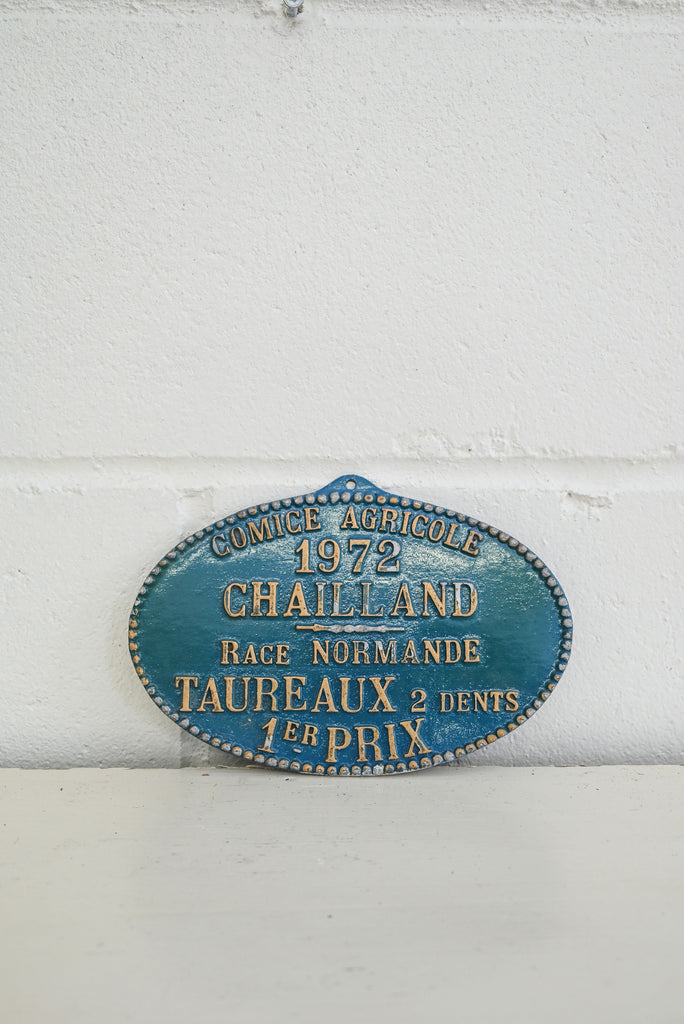 COMICE AGRICOLE
1972
CHAILLAND
RACE NORMANDE
TAUREAUX 2 DENTS
1ER PRIX